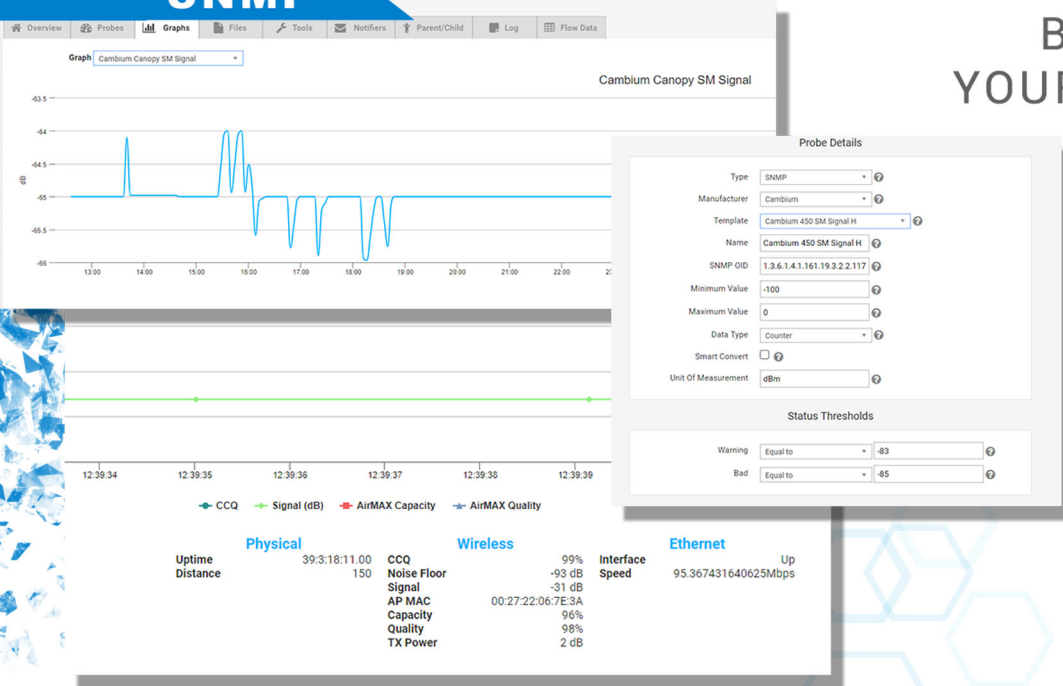 Overview Probes Graphs Files Tools Notifiers Parent/Child Log Flow Data
Graph Cambium Canopy SM Signal
Cambium Canopy SM Signal
-63.5
-64
-64.5
-65
-65.5
-66
dB
13:00 14:00 15:00 16:00 17:00 18:00 19:00 20:00 21:00 22:00
YOUR
Probe Details
Type SNMP
Manufacturer Cambium
Template Cambium 450 SM Signal H
Name Cambium 450 SM Signal H
SNMP OID 1.3.6.1.4.1.161.19.3.2.2.117
Minimum Value -100
Maximum Value 0
Data Type Counter
Smart Convert
Unit Of Measurement dBm
Status Thresholds
Warning Equal to -83
Bad Equal to -85
12:39:34 12:39:35 12:39:36 12:39:37 12:39:38 12:39:39
CCQ Signal (dB) AirMAX Capacity AirMAX Quality
Physical
Uptime 39:3:18:11.00
Distance 150
Wireless
CCQ 99%
Noise Floor -93 dB
Signal -31 dB
AP MAC 00:27:22:06:7E:3A
Capacity 96%
Quality 98%
TX Power 2 dB
Ethernet
Interface Up
Speed 95.367431640625Mbps